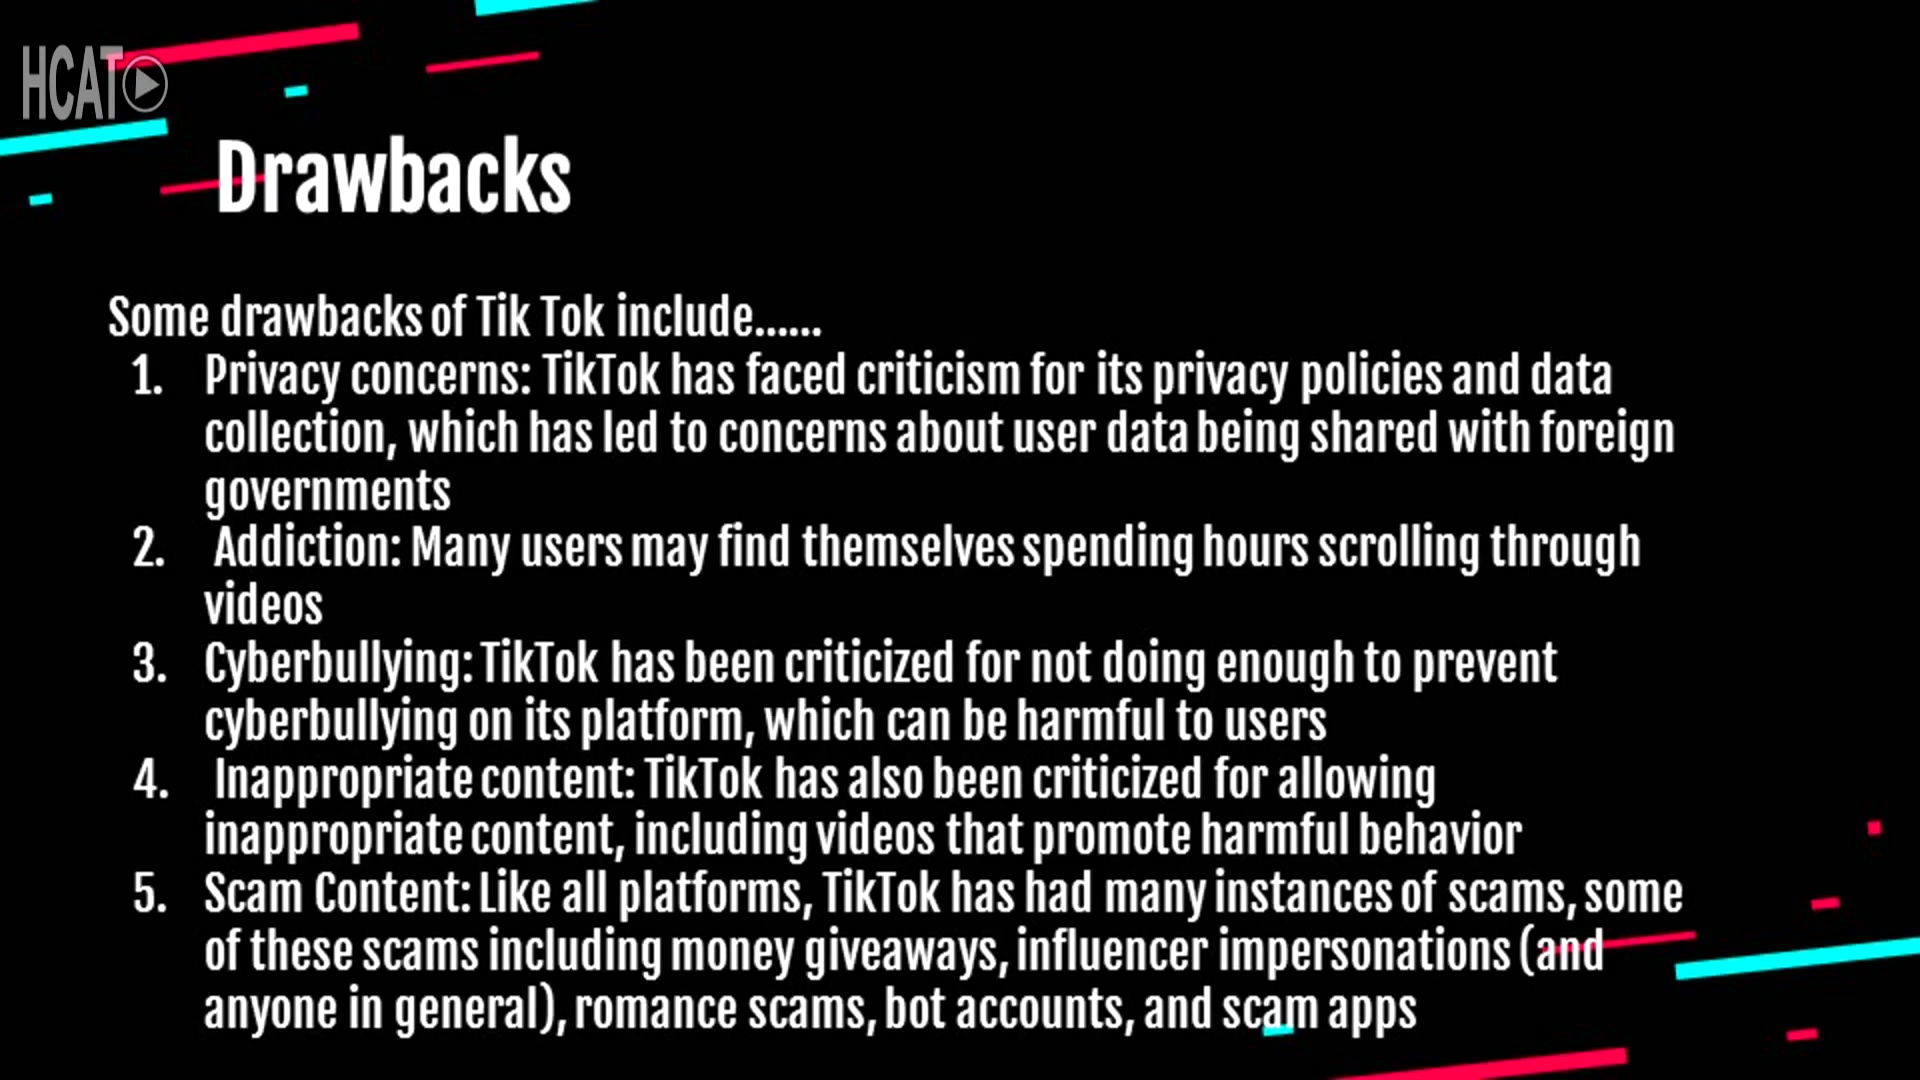 HCAT
Drawbacks
Some drawbacks of Tik Tok include......
1. Privacy concerns: TikTok has faced criticism for its privacy policies and data
collection, which has led to concerns about user data being shared with foreign
governments
2. Addiction: Many users may find themselves spending hours scrolling through
videos
3. Cyberbullying: TikTok has been criticized for not doing enough to prevent
cyberbullying on its platform, which can be harmful to users
4. Inappropriate content: TikTok has also been criticized for allowing
inappropriate content, including videos that promote harmful behavior
5. Scam Content: Like all platforms, TikTok has had many instances of scams, some
of these scams including money giveaways, influencer impersonations (and
anyone in general), romance scams, bot accounts, and scam apps